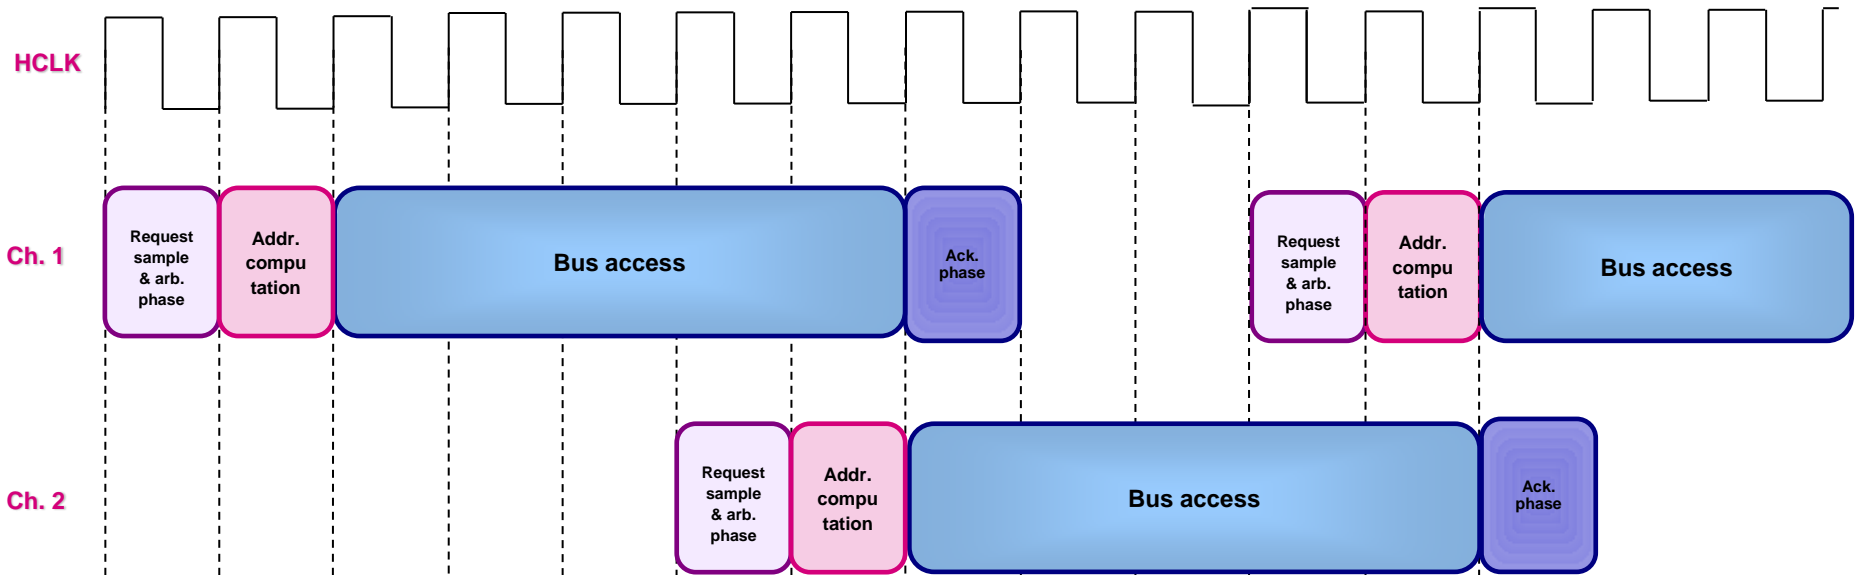 HCLK
Ch. 1
Request
sample
& arb.
phase
Addr.
compu
tation
Bus access
Ack.
phase
Request
sample
& arb.
phase
Addr.
compu
tation
Bus access
Ch. 2
Request
sample
& arb.
phase
Addr.
compu
tation
Bus access
Ack.
phase